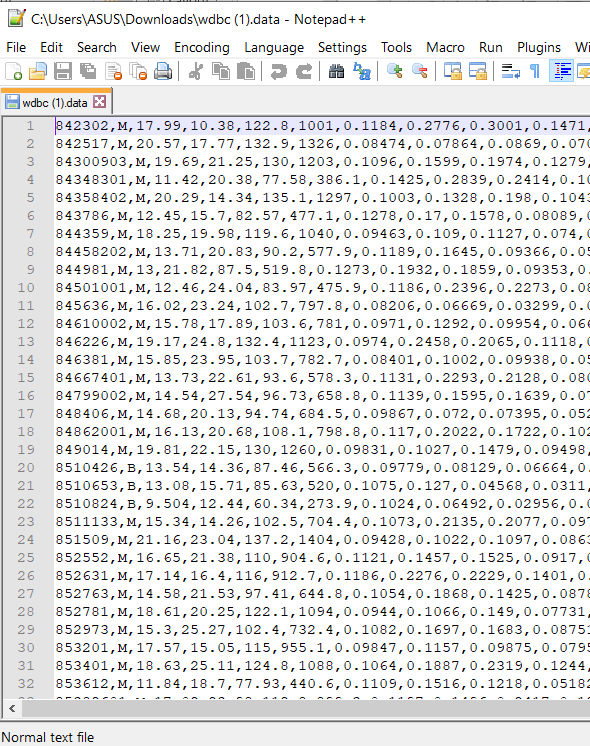 C:\Users\ASUS\Downloads\wdbc (1).data - Notepad++
File Edit Search View Encoding Language Settings Tools Macro Run Plugins Wi
wdbc (1).data
1 842302,M,17.99,10.38,122.8,1001,0.1184,0.2776,0.3001,0.1471,
2 842517,M,20.57,17.77,132.9,1326,0.08474,0.07864,0.0869,0.070
3 84300903,M,19.69,21.25,130,1203,0.1096,0.1599,0.1974,0.1279,
4 84348301,M,11.42,20.38,77.58,386.1,0.1425,0.2839,0.2414,0.10
5 84358402,M,20.29,14.34,135.1,1297,0.1003,0.1328,0.198,0.1043
6 843786,M,12.45,15.7,82.57,477.1,0.1278,0.17,0.1578,0.08089,
7 844359,M,18.25,19.98,119.6,1040,0.09463,0.109,0.1127,0.074,
8 84458202,M,13.71,20.83,90.2,577.9,0.1189,0.1645,0.09366,0.05
9 844981,M,13,21.82,87.5,519.8,0.1273,0.1932,0.1859,0.09353,0
10 84501001,M,12.46,24.04,83.97,475.9,0.1186,0.2396,0.2273,0.08
11 845636,M,16.02,23.24,102.7,797.8,0.08206,0.06669,0.03299,0.0
12 84610002,M,15.78,17.89,103.6,781,0.0971,0.1292,0.09954,0.066
13 846226,M,19.17,24.8,132.4,1123,0.0974,0.2458,0.2065,0.1118,0
14 846381,M,15.85,23.95,103.7,782.7,0.08401,0.1002,0.09938,0.05
15 84667401,M,13.73,22.61,93.6,578.3,0.1131,0.2293,0.2128,0.080
16 84799002,M,14.54,27.54,96.73,658.8,0.1139,0.1595,0.1639,0.07
17 848406,M,14.68,20.13,94.74,684.5,0.09867,0.072,0.07395,0.052
18 84862001,M,16.13,20.68,108.1,798.8,0.117,0.2022,0.1722,0.102
19 849014,M,19.81,22.15,130,1260,0.09831,0.1027,0.1479,0.09498,
20 8510426,B,13.54,14.36,87.46,566.3,0.09779,0.08129,0.06664,0.
21 8510653,B,13.08,15.71,85.63,520,0.1075,0.127,0.04568,0.0311,
22 8510824,B,9.504,12.44,60.34,273.9,0.1024,0.06492,0.02956,0.0
23 8511133,M,15.34,14.26,102.5,704.4,0.1073,0.2135,0.2077,0.097
24 851509,M,21.16,23.04,137.2,1404,0.09428,0.1022,0.1097,0.0863
25 852552,M,16.65,21.38,110,904.6,0.1121,0.1457,0.1525,0.0917,0
26 852631,M,17.14,16.4,116,912.7,0.1186,0.2276,0.2229,0.1401,0.
27 852763,M,14.58,21.53,97.41,644.8,0.1054,0.1868,0.1425,0.0878
28 852781,M,18.61,20.25,122.1,1094,0.0944,0.1066,0.149,0.07731,
29 852973,M,15.3,25.27,102.4,732.4,0.1082,0.1697,0.1683,0.08751
30 853201,M,17.57,15.05,115,955.1,0.09847,0.1157,0.09875,0.0795
31 853401,M,18.63,25.11,124.8,1088,0.1064,0.1887,0.2319,0.1244,
32 853612,M,11.84,18.7,77.93,440.6,0.1109,0.1516,0.1218,0.05182
Normal text file